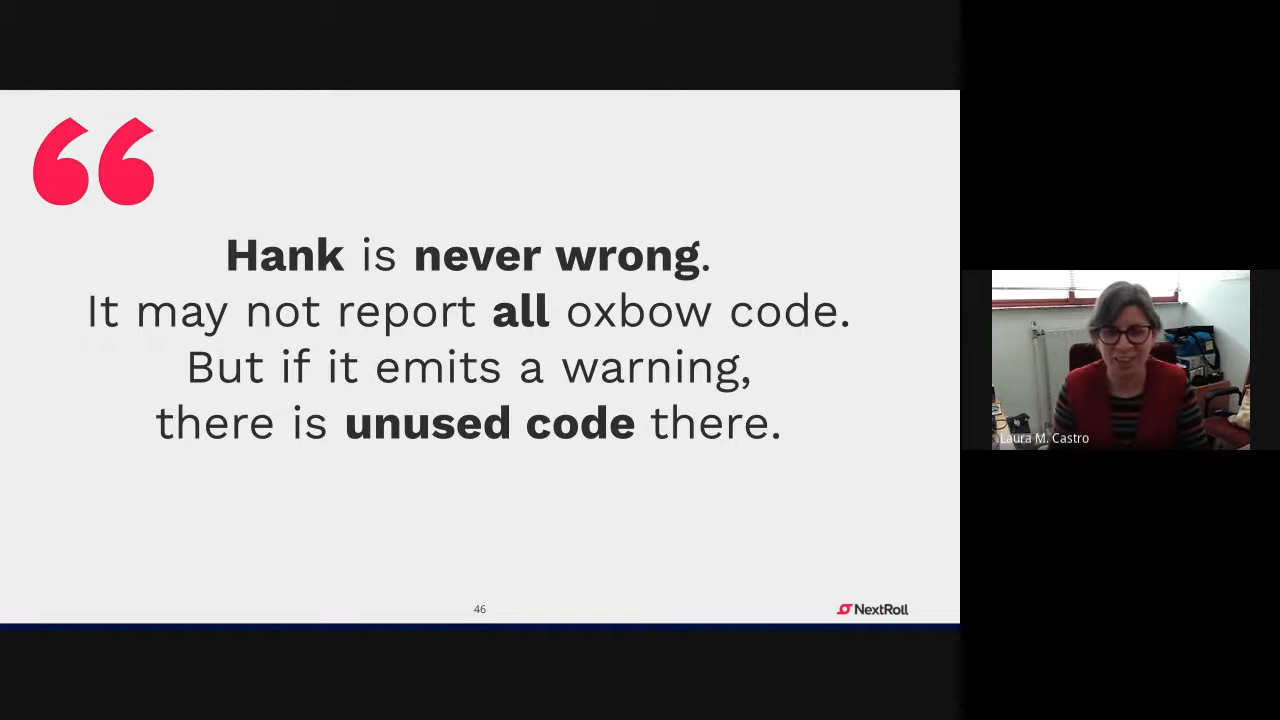 Hank is never wrong.
It may not report all oxbow code.
But if it emits a warning,
there is unused code there.
46
NextRoll
Laura M. Castro